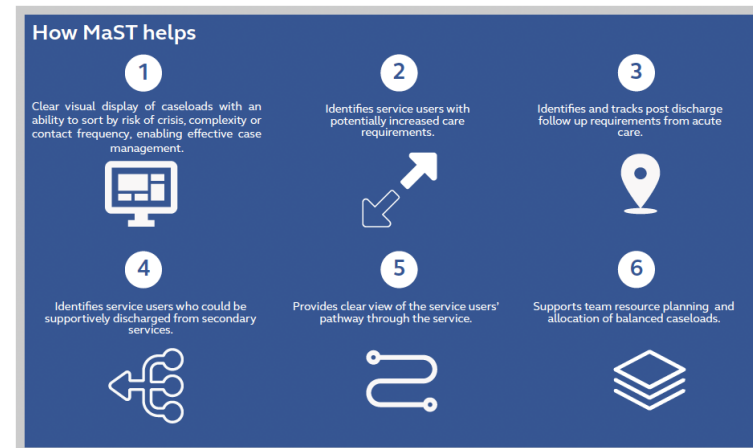 How MaST helps
1
Clear visual display of caseloads with an
ability to sort by risk of crisis, complexity or
contact frequency, enabling effective case
management.
2
Identifies service users with
potentially increased care
requirements.
3
Identifies and tracks post discharge
follow up requirements from acute
care.
4
Identifies service users who could be
supportively discharged from secondary
services.
5
Provides clear view of the service users'
pathway through the service.
6
Supports team resource planning and
allocation of balanced caseloads.